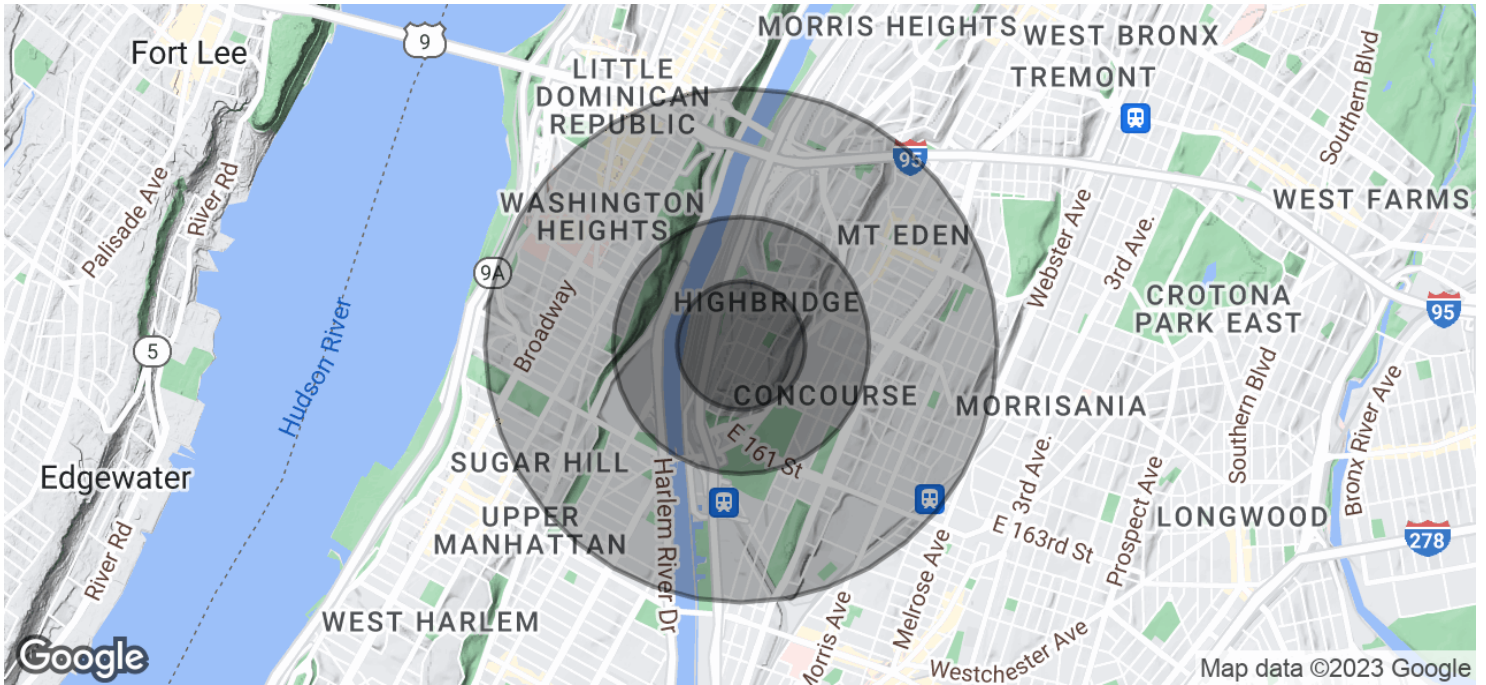 MORRIS HEIGHTS
WEST BRONX
Fort Lee
9
TREMONT
LITTLE
DOMINICAN
REPUBLIC
Southern Blvd
95
Palisade Ave
River Rd
WASHINGTON
HEIGHTS
WEST FARMS
MT EDEN
Webster Ave
3rd Ave.
9A
HIGHBRIDGE
CROTONA
PARK EAST
95
Hudson River
Broadway
5
CONCOURSE
MORRISANIA
Southern Blvd
Bronx River Ave
E 161 St
SUGAR HILL
Edgewater
Harlem River Dr
3rd Ave.
UPPER
MANHATTAN
E 163rd St
Prospect Ave
LONGWOOD
278
River Rd
Melrose Ave
WEST HARLEM
Morris Ave
Westchester Ave
Google
Map data ©2023 Google